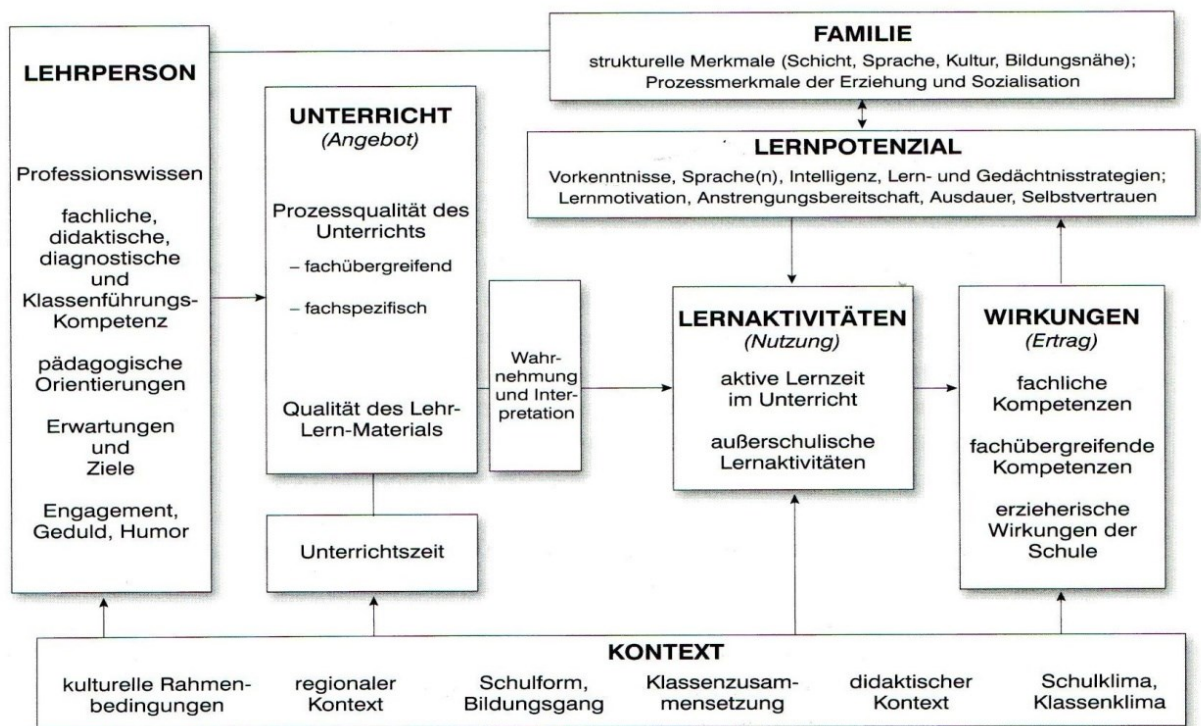 LEHRPERSON
Professionswissen
fachliche,
didaktische,
diagnostische
und
Klassenführungs-
Kompetenz
pädagogische
Orientierungen
Erwartungen
und
Ziele
Engagement,
Geduld, Humor
UNTERRICHT
(Angebot)
Prozessqualität des
Unterrichts
– fachübergreifend
– fachspezifisch
Qualität des Lehr-
Lern-Materials
Unterrichtszeit
Wahr-
nehmung
und Inter-
pretation
FAMILIE
strukturelle Merkmale (Schicht, Sprache, Kultur, Bildungsnähe);
Prozessmerkmale der Erziehung und Sozialisation
LERNPOTENZIAL
Vorkenntnisse, Sprache(n), Intelligenz, Lern- und Gedächtnisstrategien;
Lernmotivation, Anstrengungsbereitschaft, Ausdauer, Selbstvertrauen
LERNAKTIVITÄTEN
(Nutzung)
aktive Lernzeit
im Unterricht
außerschulische
Lernaktivitäten
WIRKUNGEN
(Ertrag)
fachliche
Kompetenzen
fachübergreifende
Kompetenzen
erzieherische
Wirkungen der
Schule
KONTEXT
kulturelle Rahmen-
bedingungen
regionaler
Kontext
Schulform,
Bildungsgang
Klassenzusam-
mensetzung
didaktischer
Kontext
Schulklima,
Klassenklima